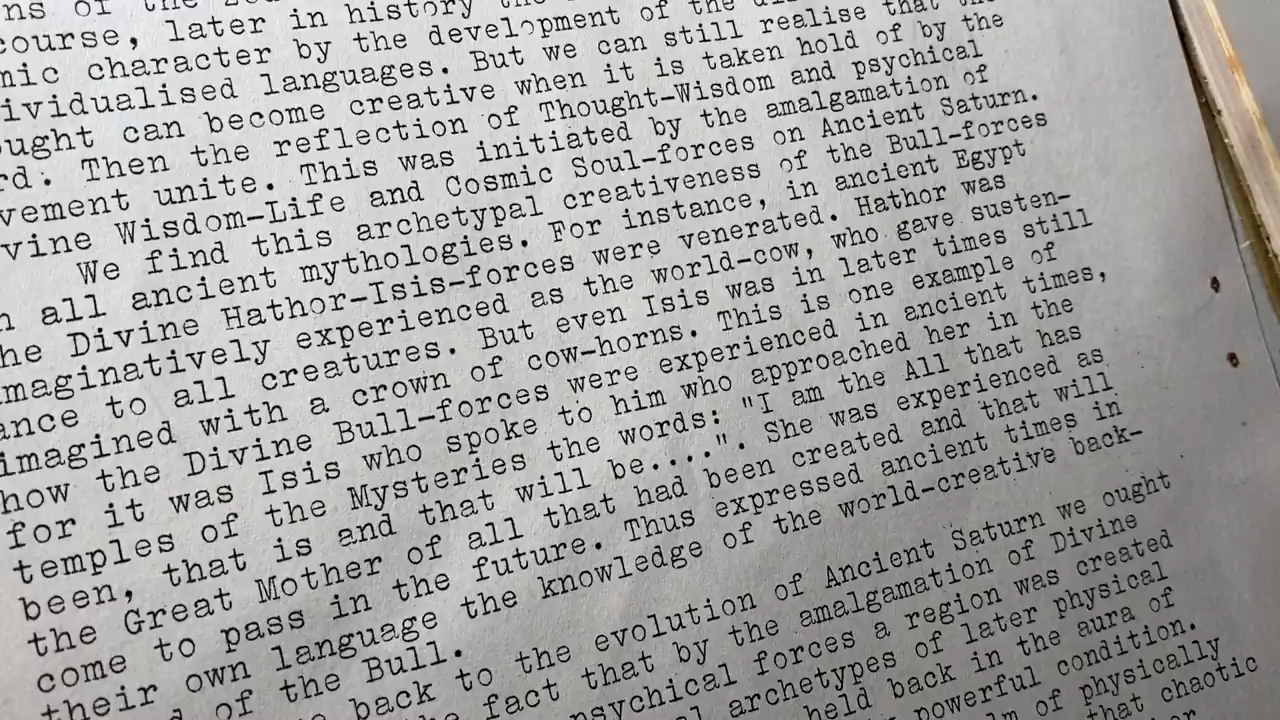 ns of the
course, later in history the
mic character by the development of the
ividualised languages. But we can still realise that
ought can become creative when it is taken hold of by the
rd. Then the reflection of Thought-Wisdom and psychical
vement unite. This was initiated by the amalgamation of
vine Wisdom-Life and Cosmic Soul-forces on Ancient Saturn.
We find this archetypal creativeness of the Bull-forces
n all ancient mythologies. For instance, in ancient Egypt
he Divine Hathor-Isis-forces were venerated. Hathor was
maginatively experienced as the world-cow, who gave susten-
ance to all creatures. But even Isis was in later times still
imagined with a crown of cow-horns. This is one example of
how the Divine Bull-forces were experienced in ancient times,
for it was Isis who spoke to him who approached her in the
temples of the Mysteries the words: "I am the All that has
been, that is and that will be....". She was experienced as
the Great Mother of all that had been created and that will
come to pass in the future. Thus expressed ancient times in
their own language the knowledge of the world-creative back-
of the Bull.
back to the evolution of Ancient Saturn we ought
fact that by the amalgamation of Divine
psychical forces a region was created
archetypes of later physical
held back in the aura of
powerful condition.
of physically
that chaotic